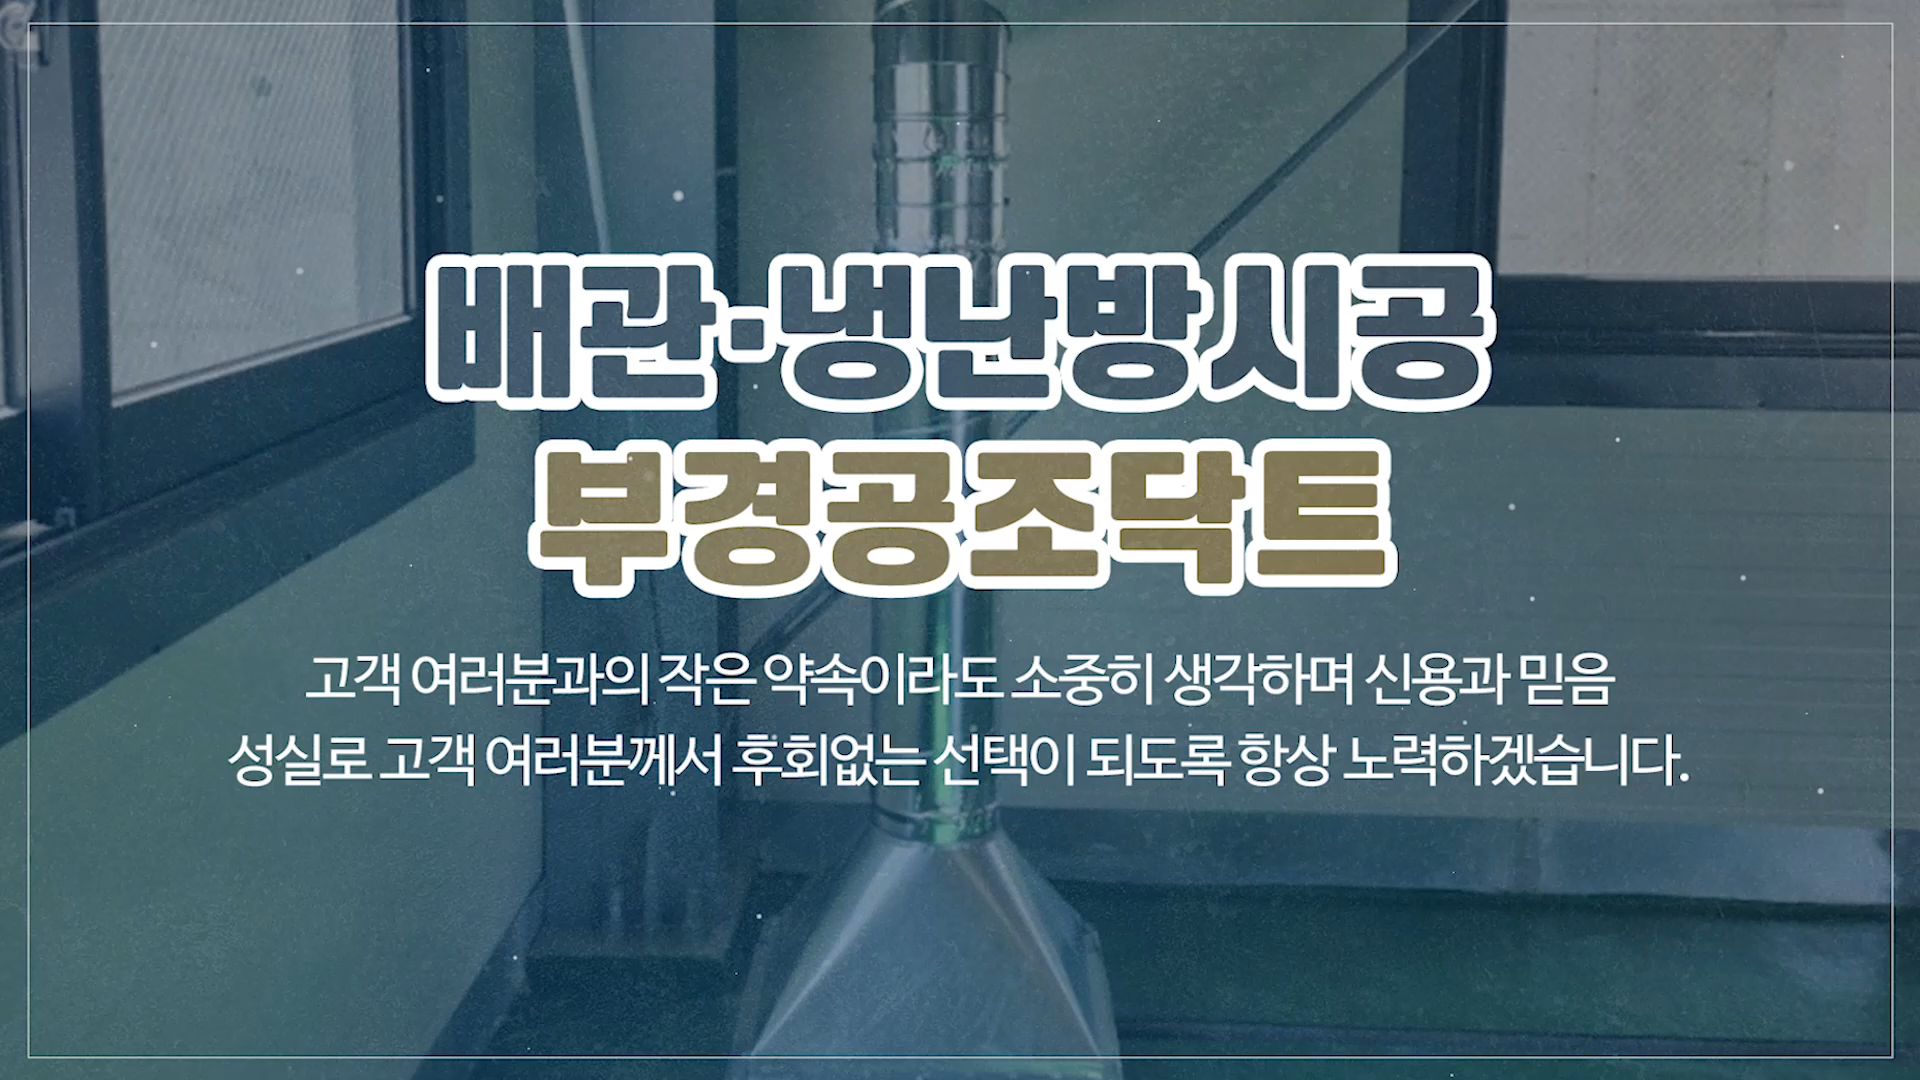 배관·냉난방시공
부경공조닥트
고객 여러분과의 작은 약속이라도 소중히 생각하며 신용과 믿음
성실로 고객 여러분께서 후회없는 선택이 되도록 항상 노력하겠습니다.